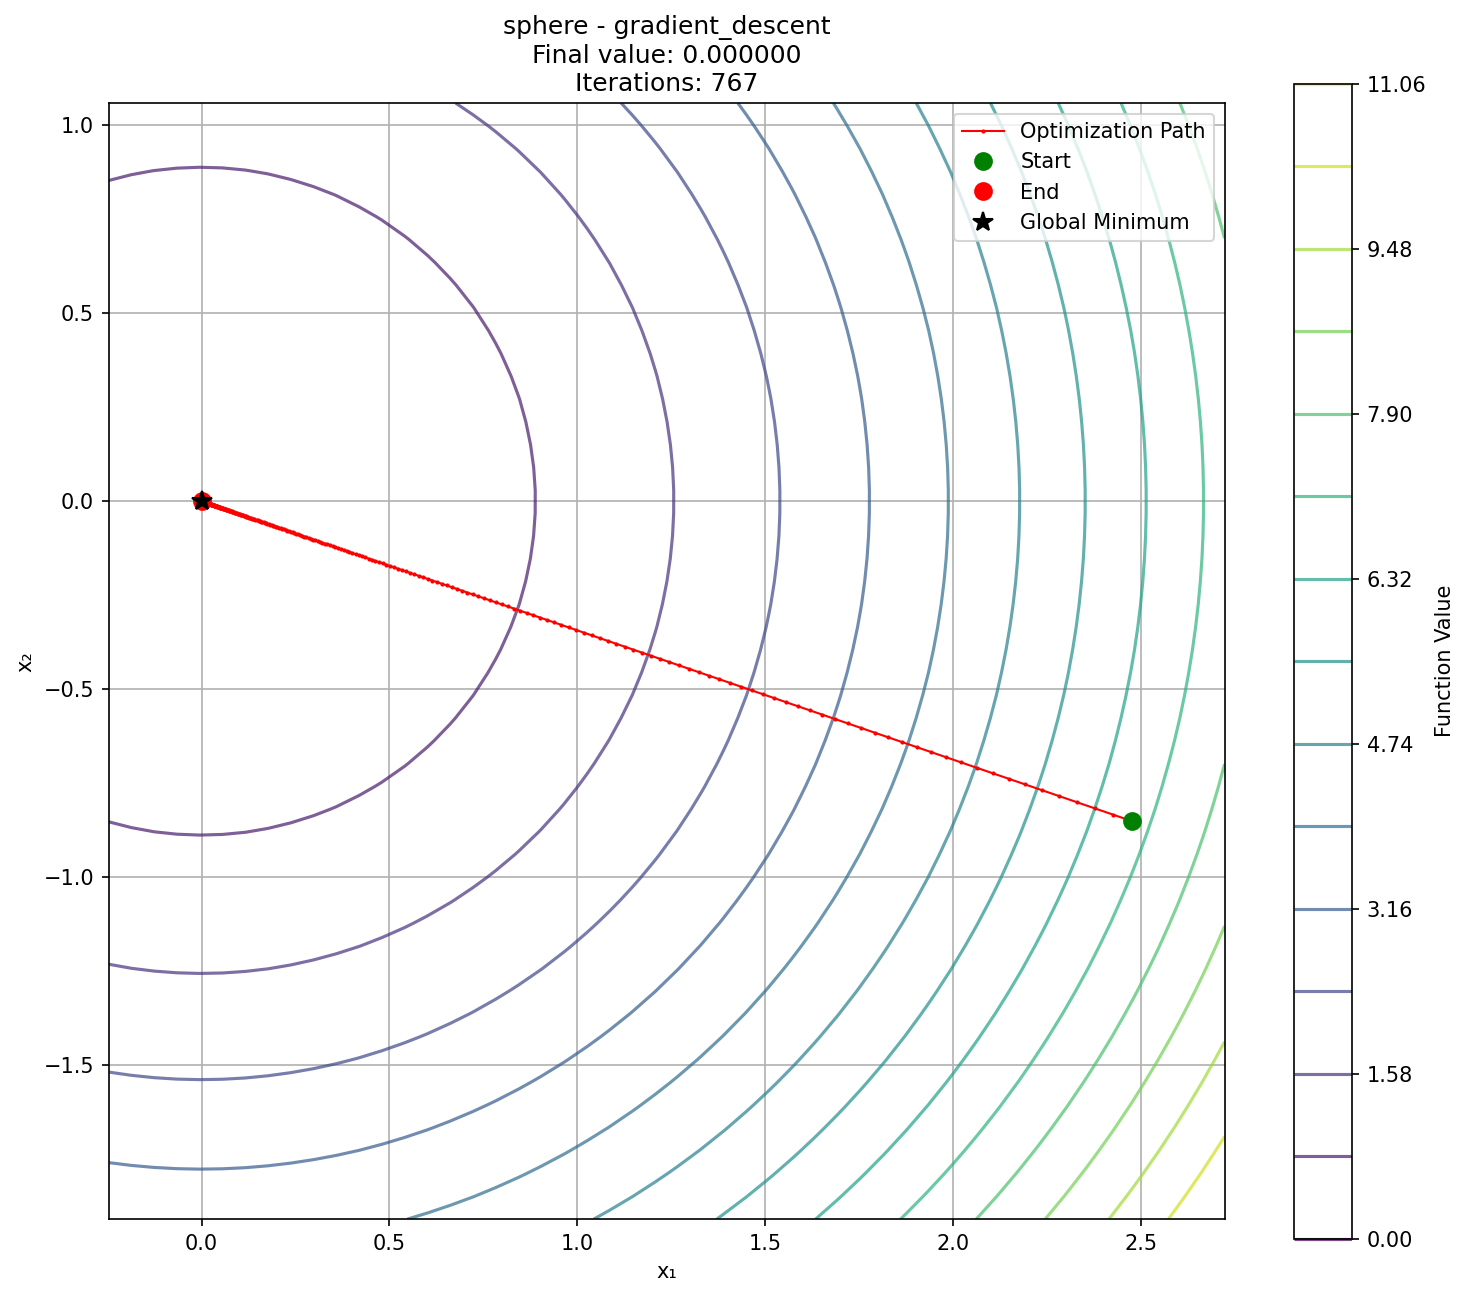 sphere - gradient_descent
Final value: 0.000000
Iterations: 767
Optimization Path
Start
End
Global Minimum
1.0
0.5
0.0
−0.5
−1.0
−1.5
x₂
0.0
0.5
1.0
1.5
2.0
2.5
x₁
11.06
9.48
7.90
6.32
4.74
3.16
1.58
0.00
Function Value